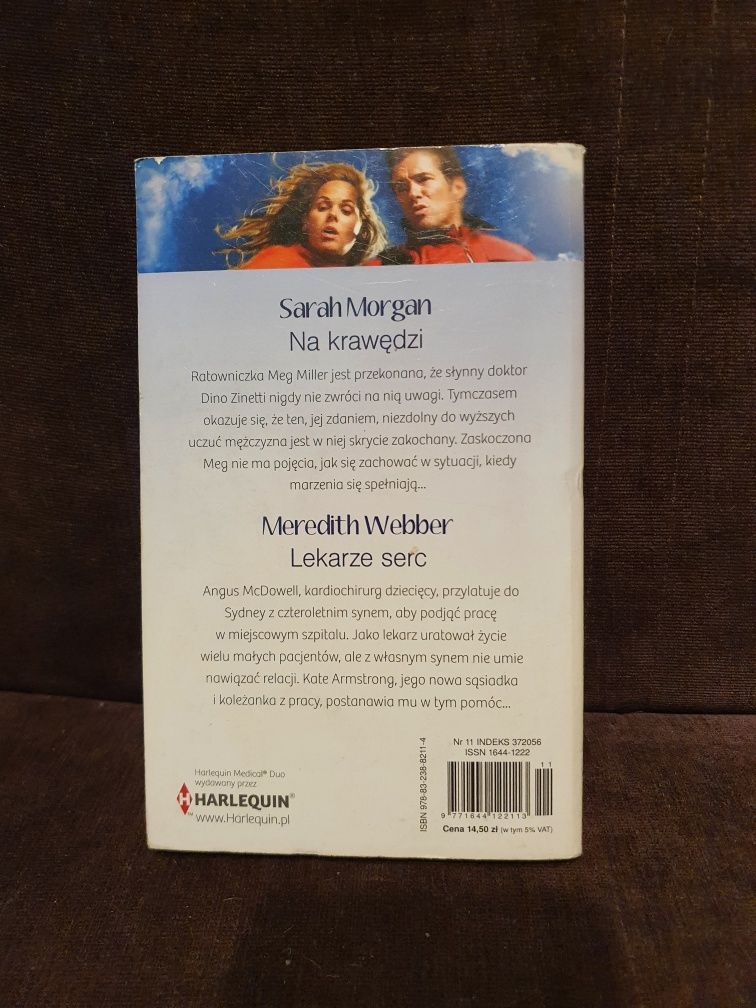 Sarah Morgan
Na krawędzi
Ratowniczka Meg Miller jest przekonana, że słynny doktor
Dino Zinetti nigdy nie zwróci na nią uwagi. Tymczasem
okazuje się, że ten, jej zdaniem, niezdolny do wyższych
uczuć mężczyzna jest w niej skrycie zakochany. Zaskoczona
Meg nie ma pojęcia, jak się zachować w sytuacji, kiedy
marzenia się spełniają...
Meredith Webber
Lekarze serc
Angus McDowell, kardiochirurg dziecięcy, przylatuje do
Sydney z czteroletnim synem, aby podjąć pracę
w miejscowym szpitalu. Jako lekarz uratował życie
wielu małych pacjentów, ale z własnym synem nie umie
nawiązać relacji. Kate Armstrong, jego nowa sąsiadka
i koleżanka z pracy, postanawia mu w tym pomóc...
Harlequin Medical® Duo
wydawany przez
HARLEQUIN®
™
www.Harlequin.pl
ISBN 978-83-238-8211-4
Nr 11 INDEKS 372056
ISSN 1644-1222
11
9 771644 122113
Cena 14,50 zł (w tym 5% VAT)